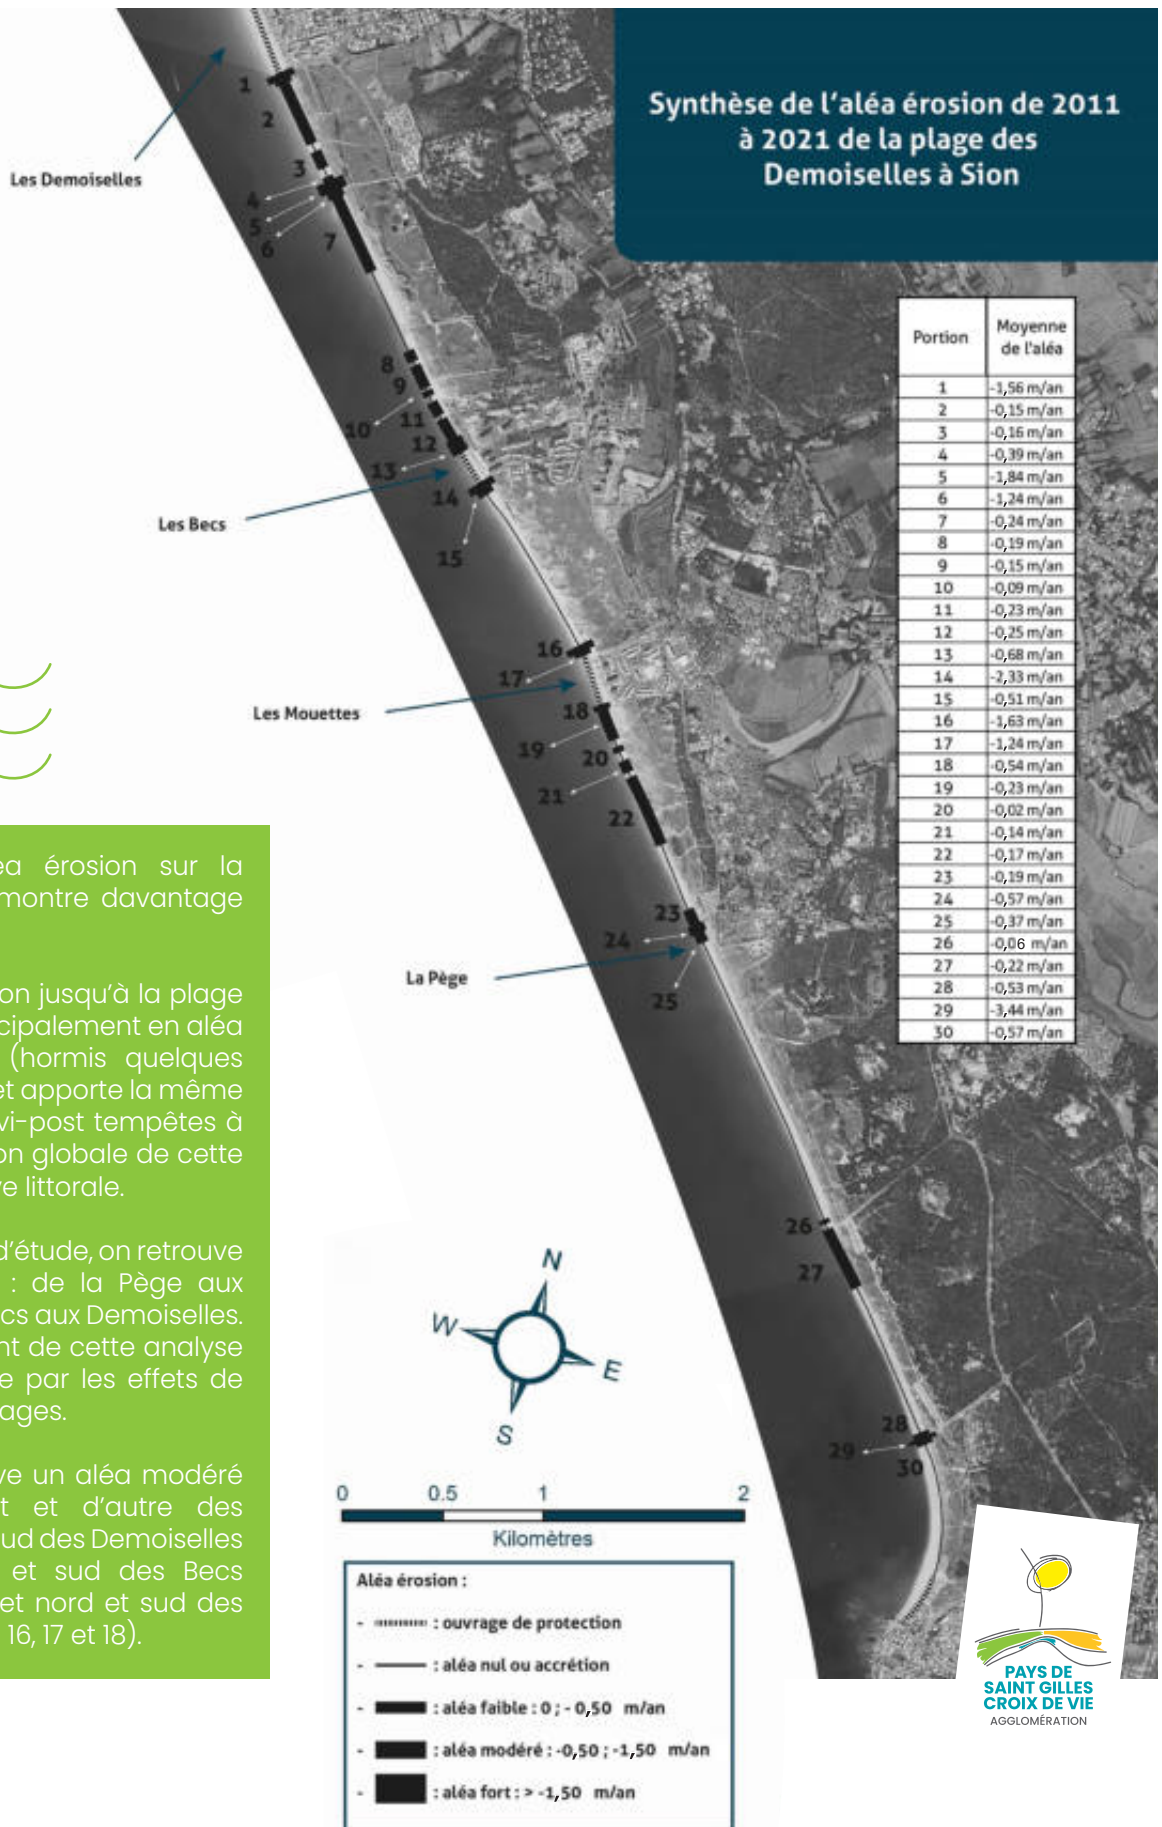 Synthèse de l'aléa érosion de 2011
à 2021 de la plage des
Demoiselles à Sion
Les Demoiselles
Les Becs
Les Mouettes
La Pège
1
2
3
4
5
6
7
8
9
10
11
12
13
14
15
16
17
18
19
20
21
22
23
24
25
26
27
28
29
30
Portion Moyenne de l'aléa
1 -1,56 m/an
2 -0,15 m/an
3 -0,16 m/an
4 -0,39 m/an
5 -1,84 m/an
6 -1,24 m/an
7 -0,24 m/an
8 -0,19 m/an
9 -0,15 m/an
10 -0,09 m/an
11 -0,23 m/an
12 -0,25 m/an
13 -0,68 m/an
14 -2,33 m/an
15 -0,51 m/an
16 -1,63 m/an
17 -1,24 m/an
18 -0,54 m/an
19 -0,23 m/an
20 -0,02 m/an
21 -0,14 m/an
22 -0,17 m/an
23 -0,19 m/an
24 -0,57 m/an
25 -0,37 m/an
26 -0,06 m/an
27 -0,22 m/an
28 -0,53 m/an
29 -3,44 m/an
30 -0,57 m/an
éa érosion sur la
montre davantage
on jusqu'à la plage
cipalement en aléa
(hormis quelques
et apporte la même
vi-post tempêtes à
on globale de cette
e littorale.
d'étude, on retrouve
: de la Pège aux
cs aux Demoiselles.
nt de cette analyse
e par les effets de
ages.
ve un aléa modéré
t et d'autre des
ud des Demoiselles
et sud des Becs
et nord et sud des
16, 17 et 18).
N
W
E
S
0 0.5 1 2
Kilomètres
Aléa érosion :
- : ouvrage de protection
- : aléa nul ou accrétion
- : aléa faible : 0 ; - 0,50 m/an
- : aléa modéré : -0,50 ; -1,50 m/an
- : aléa fort : > -1,50 m/an
PAYS DE
SAINT GILLES
CROIX DE VIE
AGGLOMÉRATION